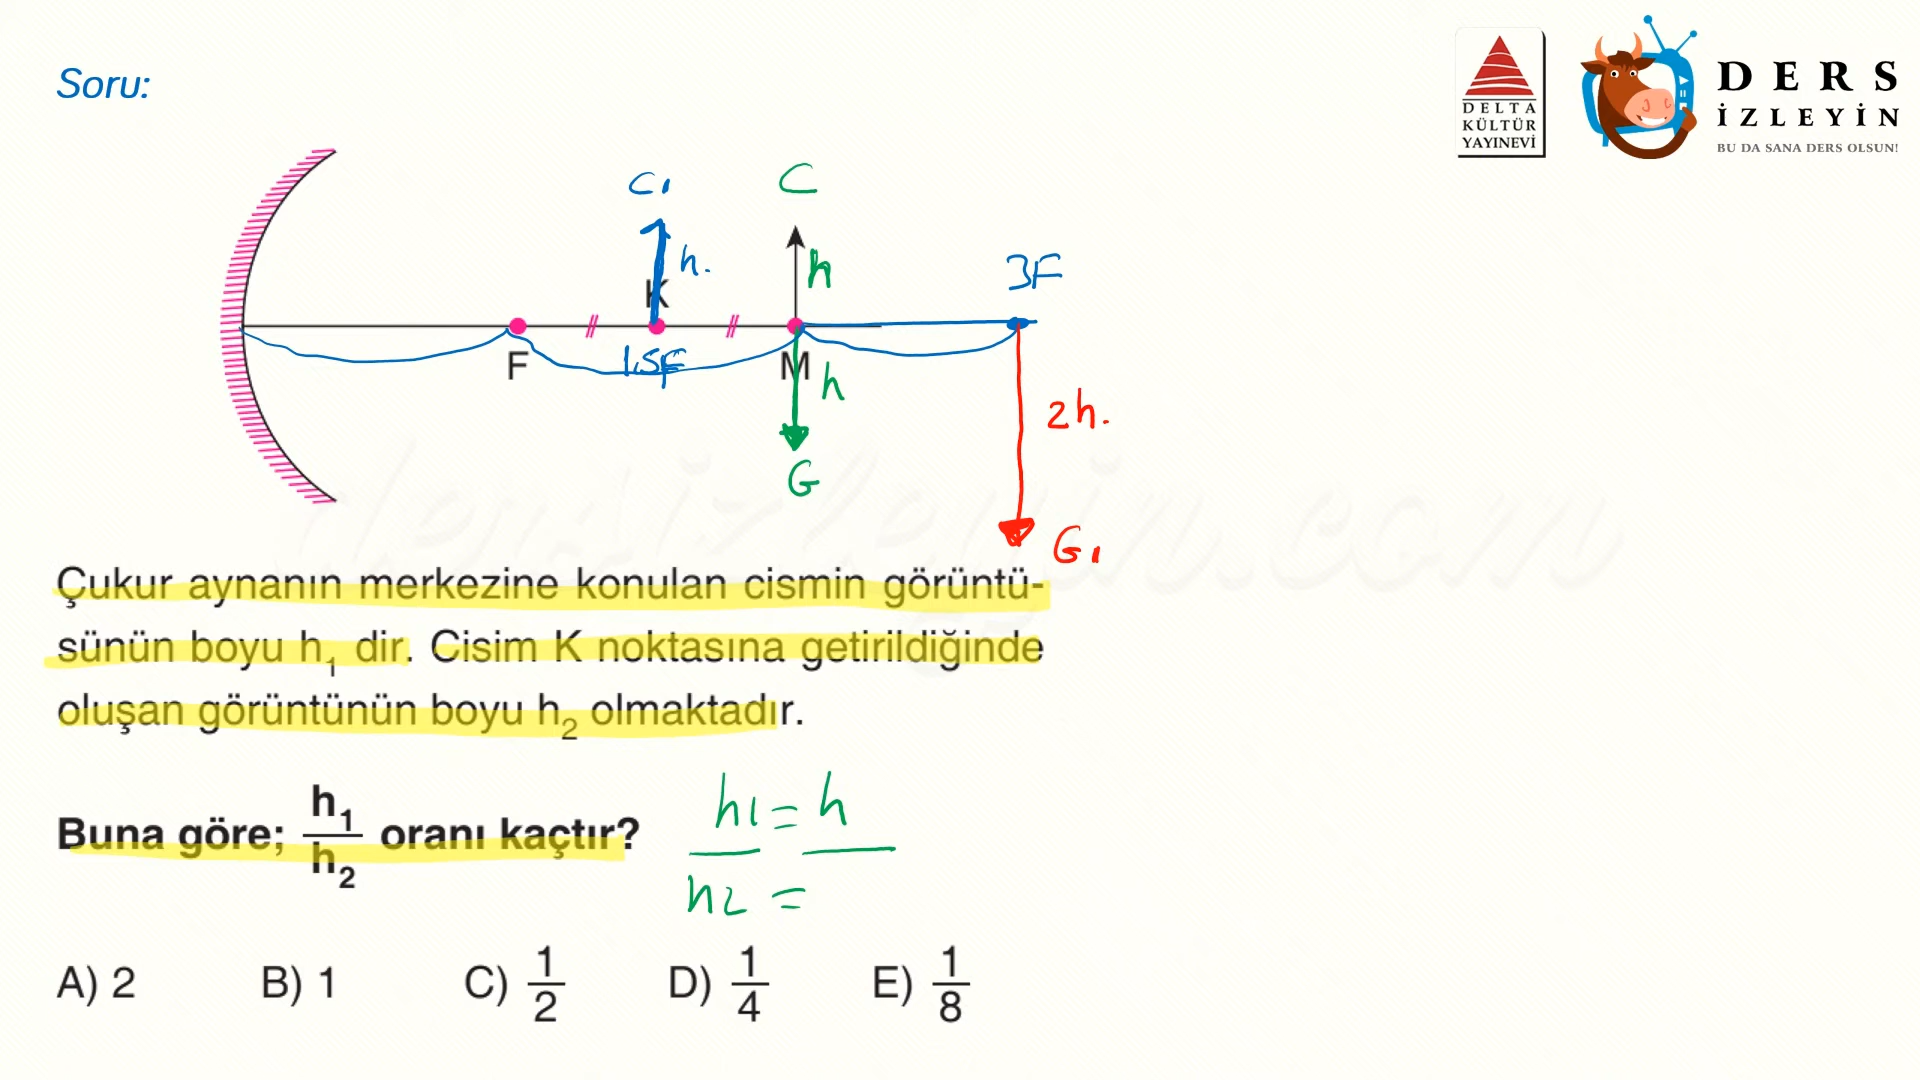 Soru:
DELTA
KÜLTÜR
YAYINEVİ
DERS
İZLEYİN
BU DA SANA DERS OLSUN!
C1
C
h.
h
K
3F
F
1,5F
M
h
2h.
G
G1
dersizleyin.com
Çukur aynanın merkezine konulan cismin görüntü-
sünün boyu h1 dir. Cisim K noktasına getirildiğinde
oluşan görüntünün boyu h2 olmaktadır.
Buna göre; h1/h2 oranı kaçtır?
h1 = h
h2 =
A) 2 B) 1 C) 1/2 D) 1/4 E) 1/8